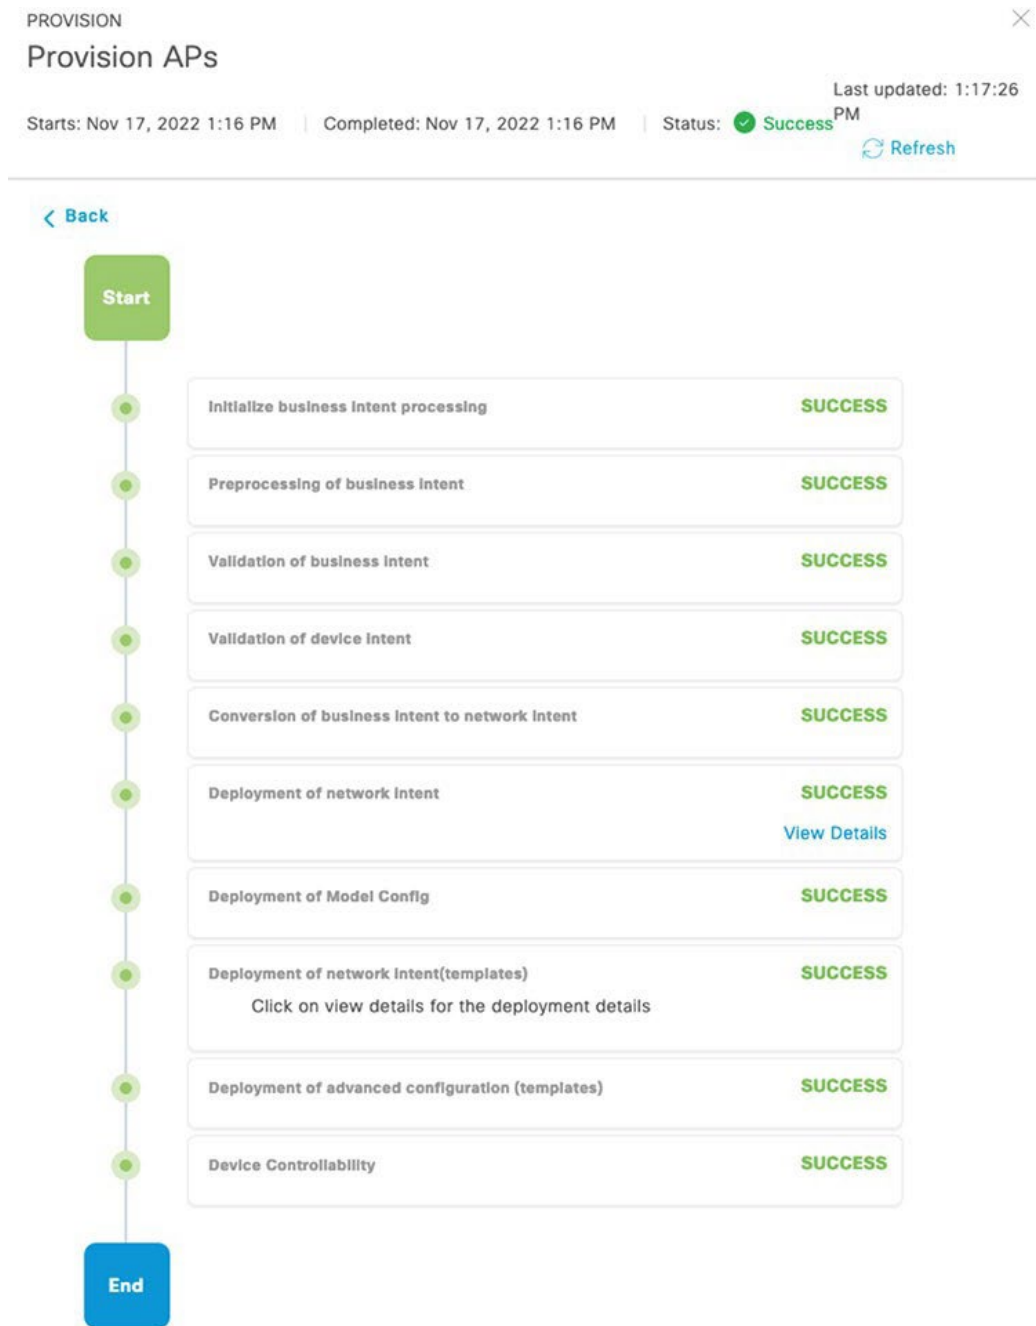 PROVISION
Provision APs
Last updated: 1:17:26
PM
Starts: Nov 17, 2022 1:16 PM Completed: Nov 17, 2022 1:16 PM Status: Success
Refresh
Back
Start
Initialize business intent processing SUCCESS
Preprocessing of business intent SUCCESS
Validation of business intent SUCCESS
Validation of device intent SUCCESS
Conversion of business intent to network intent SUCCESS
Deployment of network intent SUCCESS
View Details
Deployment of Model Config SUCCESS
Deployment of network intent(templates) SUCCESS
Click on view details for the deployment details
Deployment of advanced configuration (templates) SUCCESS
Device Controllability SUCCESS
End